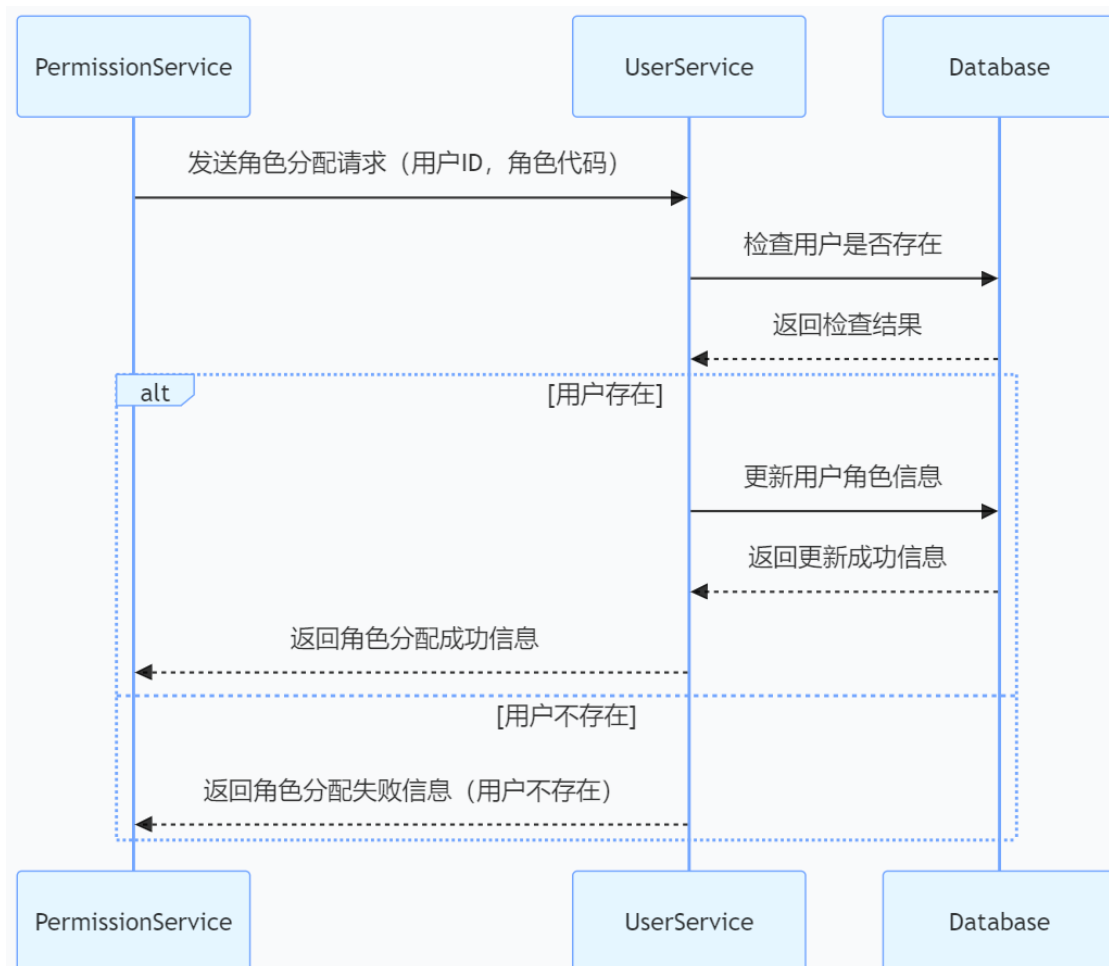 PermissionService
UserService
Database
发送角色分配请求（用户ID，角色代码）
检查用户是否存在
返回检查结果
alt
[用户存在]
更新用户角色信息
返回更新成功信息
返回角色分配成功信息
[用户不存在]
返回角色分配失败信息（用户不存在）
PermissionService
UserService
Database